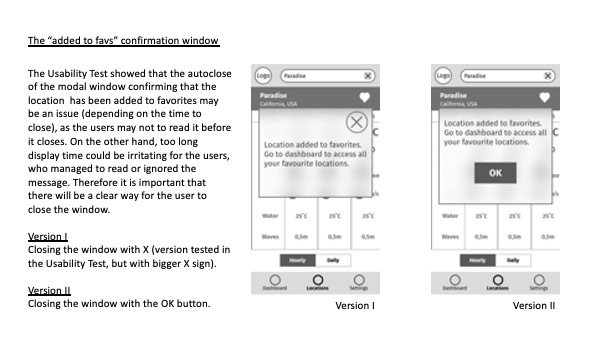 The “added to favs” confirmation window
The Usability Test showed that the autoclose
of the modal window confirming that the
location has been added to favorites may
be an issue (depending on the time to
close), as the users may not to read it before
it closes. On the other hand, too long
display time could be irritating for the users,
who managed to read or ignored the
message. Therefore it is important that
there will be a clear way for the user to
close the window.
Version I
Closing the window with X (version tested in
the Usability Test, but with bigger X sign).
Version II
Closing the window with the OK button.
Logo Paradise
Paradise
California, USA
Location added to favorites.
Go to dashboard to access all
your favourite locations.
Water 25°C 25°C 25°C
Waves 0,5m 0,5m 0,5m
Hourly Daily
Dashboard Locations Settings
Version I
Logo Paradise
Paradise
California, USA
Location added to favorites.
Go to dashboard to access all
your favourite locations.
OK
Water 25°C 25°C 25°C
Waves 0,5m 0,5m 0,5m
Hourly Daily
Dashboard Locations Settings
Version II